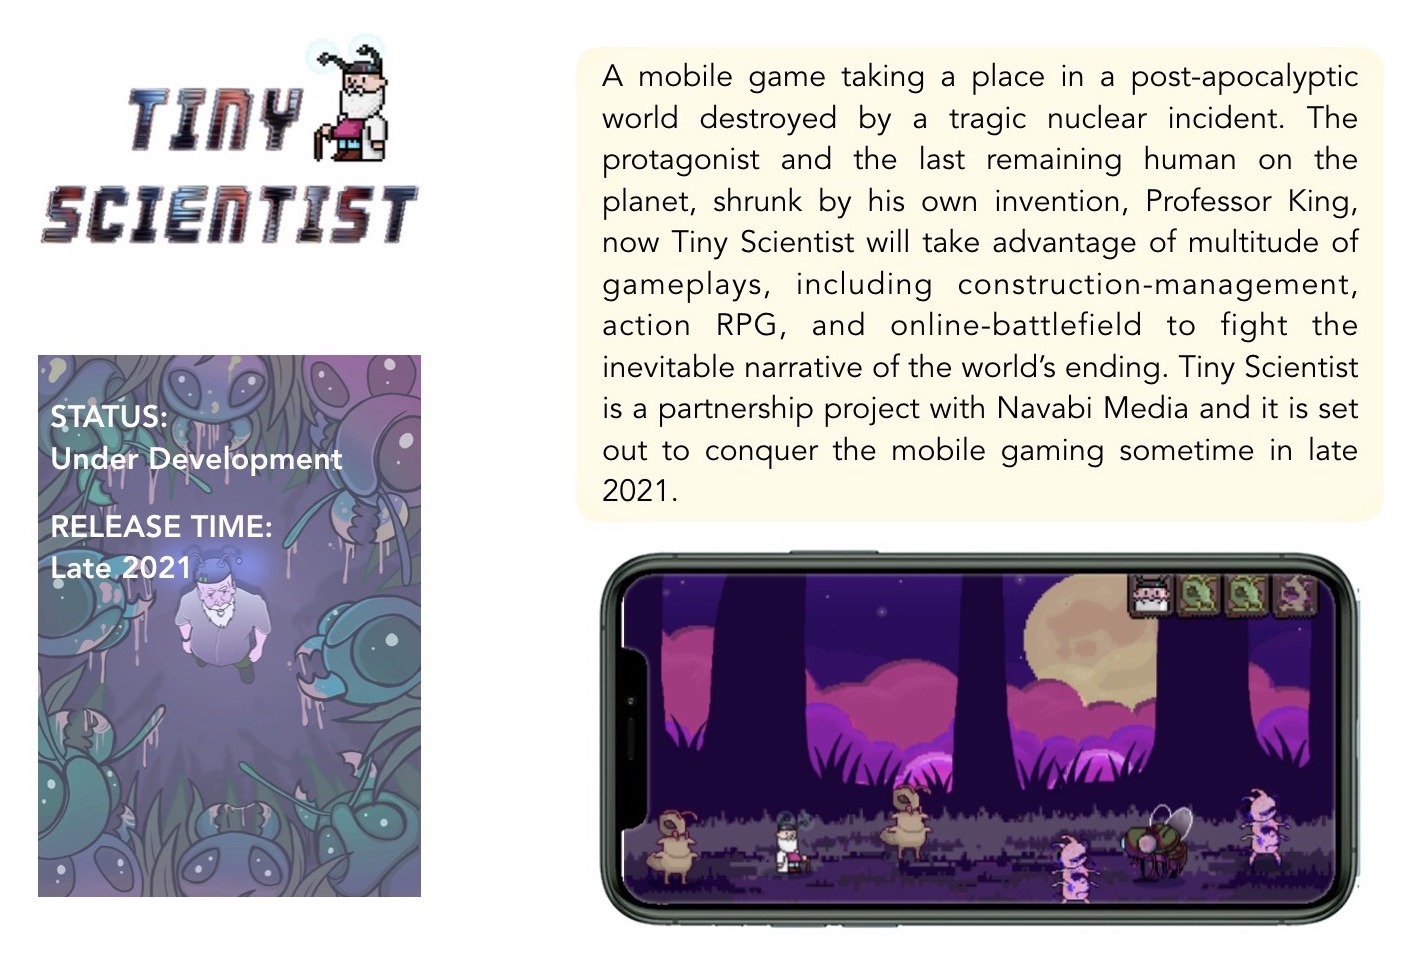 TINY
SCIENTIST
STATUS:
Under Development
RELEASE TIME:
Late 2021
A mobile game taking a place in a post-apocalyptic
world destroyed by a tragic nuclear incident. The
protagonist and the last remaining human on the
planet, shrunk by his own invention, Professor King,
now Tiny Scientist will take advantage of multitude of
gameplays, including construction-management,
action RPG, and online-battlefield to fight the
inevitable narrative of the world’s ending. Tiny Scientist
is a partnership project with Navabi Media and it is set
out to conquer the mobile gaming sometime in late
2021.